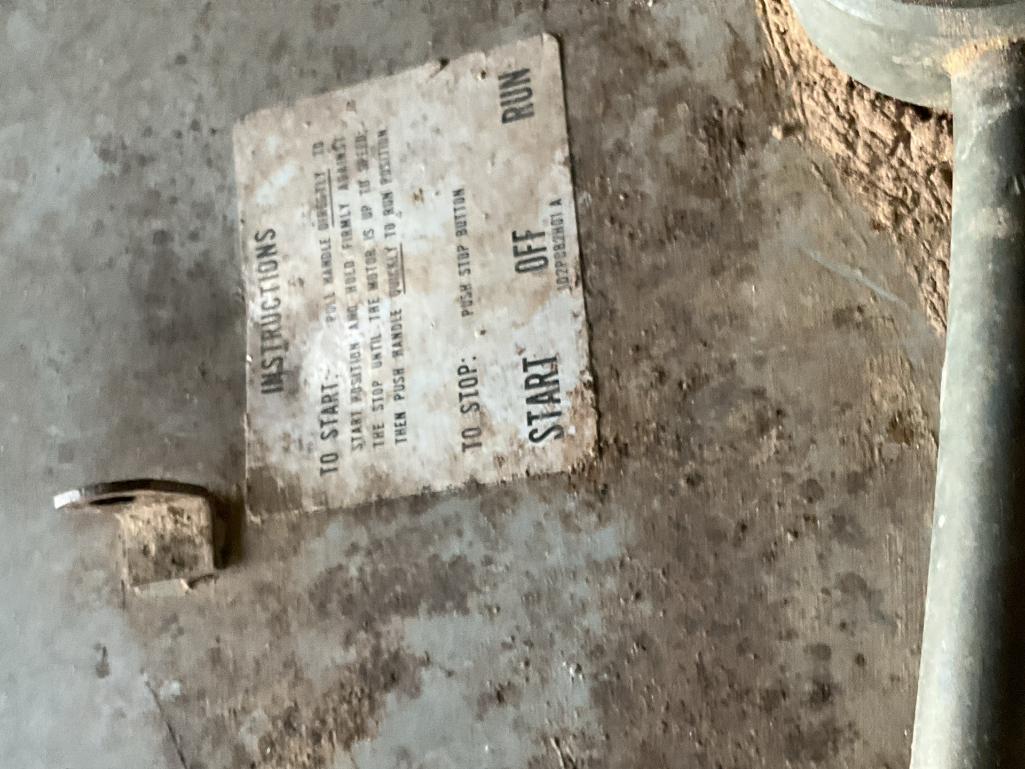 INSTRUCTIONS
TO START: PULL HANDLE DIRECTLY TO
START POSITION AND HOLD FIRMLY AGAINST
THE STOP UNTIL THE MOTOR IS UP TO SPEED;
THEN PUSH HANDLE QUICKLY TO RUN POSITION
TO STOP: PUSH STOP BUTTON
START OFF RUN